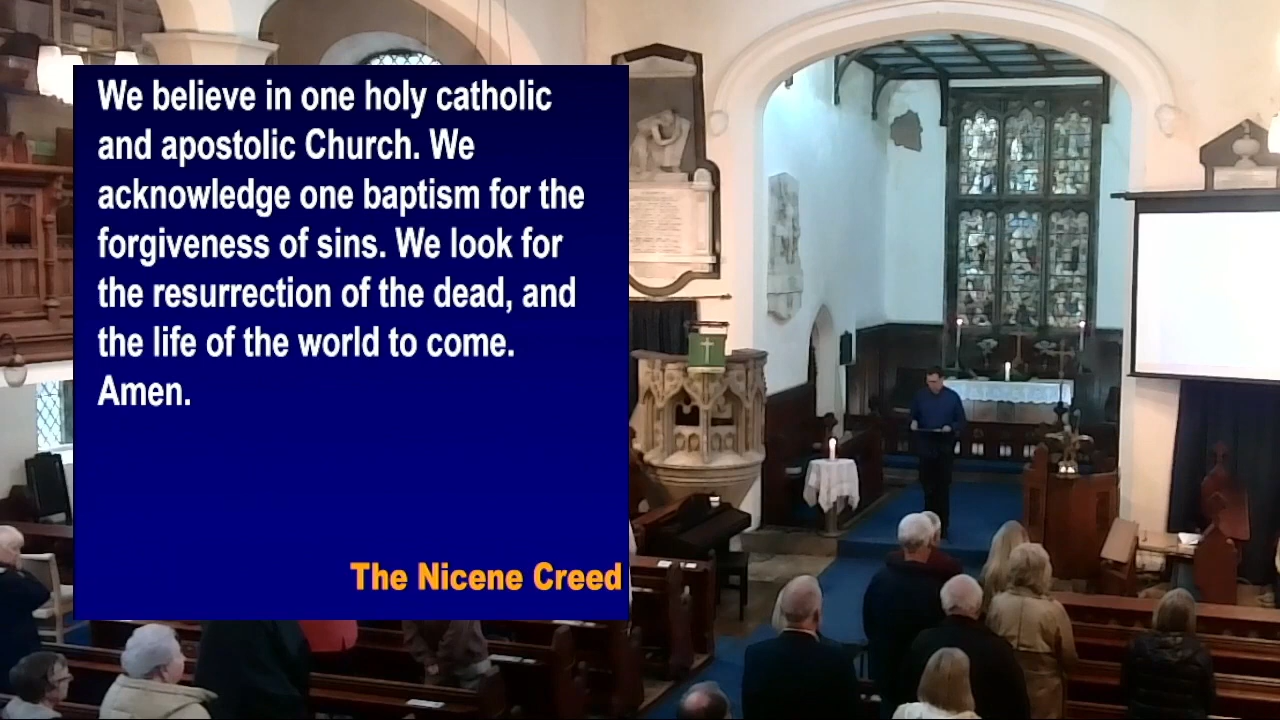 We believe in one holy catholic
and apostolic Church. We
acknowledge one baptism for the
forgiveness of sins. We look for
the resurrection of the dead, and
the life of the world to come.
Amen.
The Nicene Creed